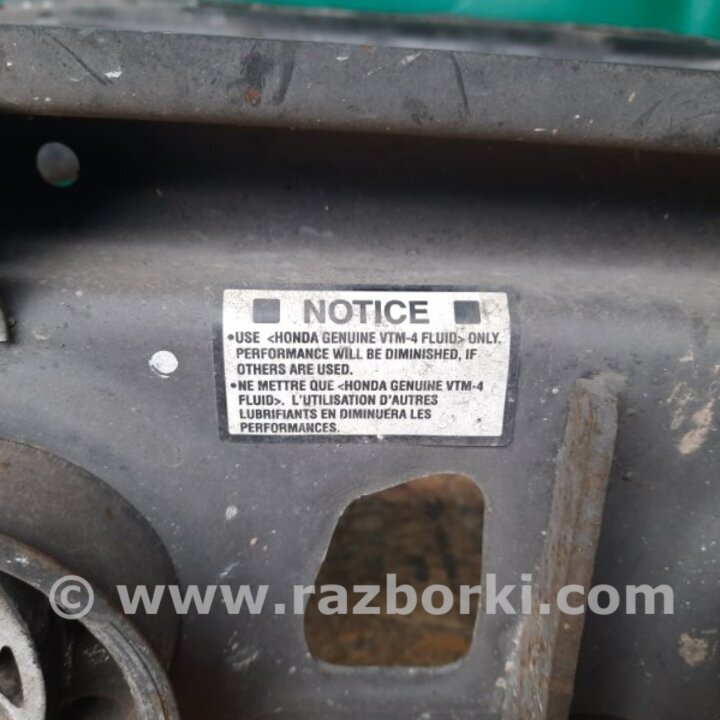 NOTICE
•USE <HONDA GENUINE VTM-4 FLUID> ONLY.
PERFORMANCE WILL BE DIMINISHED, IF
OTHERS ARE USED.
•NE METTRE QUE <HONDA GENUINE VTM-4
FLUID>. L'UTILISATION D'AUTRES
LUBRIFIANTS EN DIMINUERA LES
PERFORMANCES.
© www.razborki.com